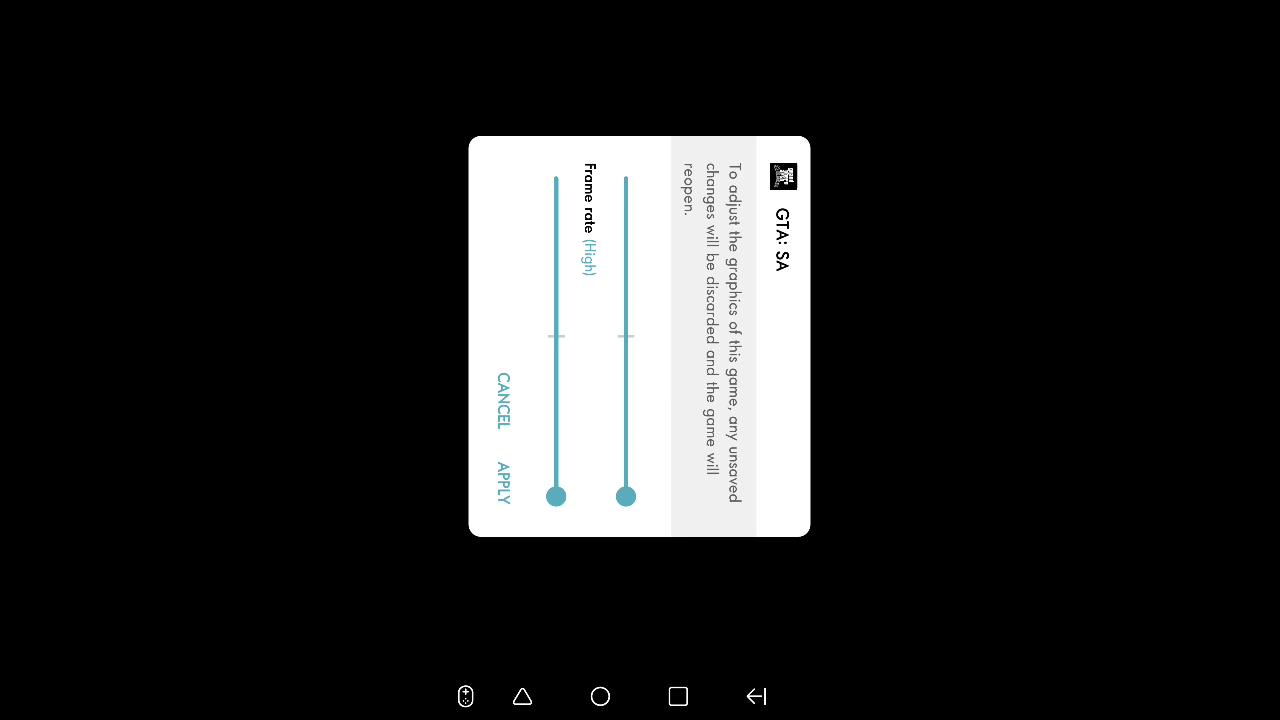 GTA: SA
To adjust the graphics of this game, any unsaved
changes will be discarded and the game will
reopen.
Frame rate (High)
CANCEL APPLY